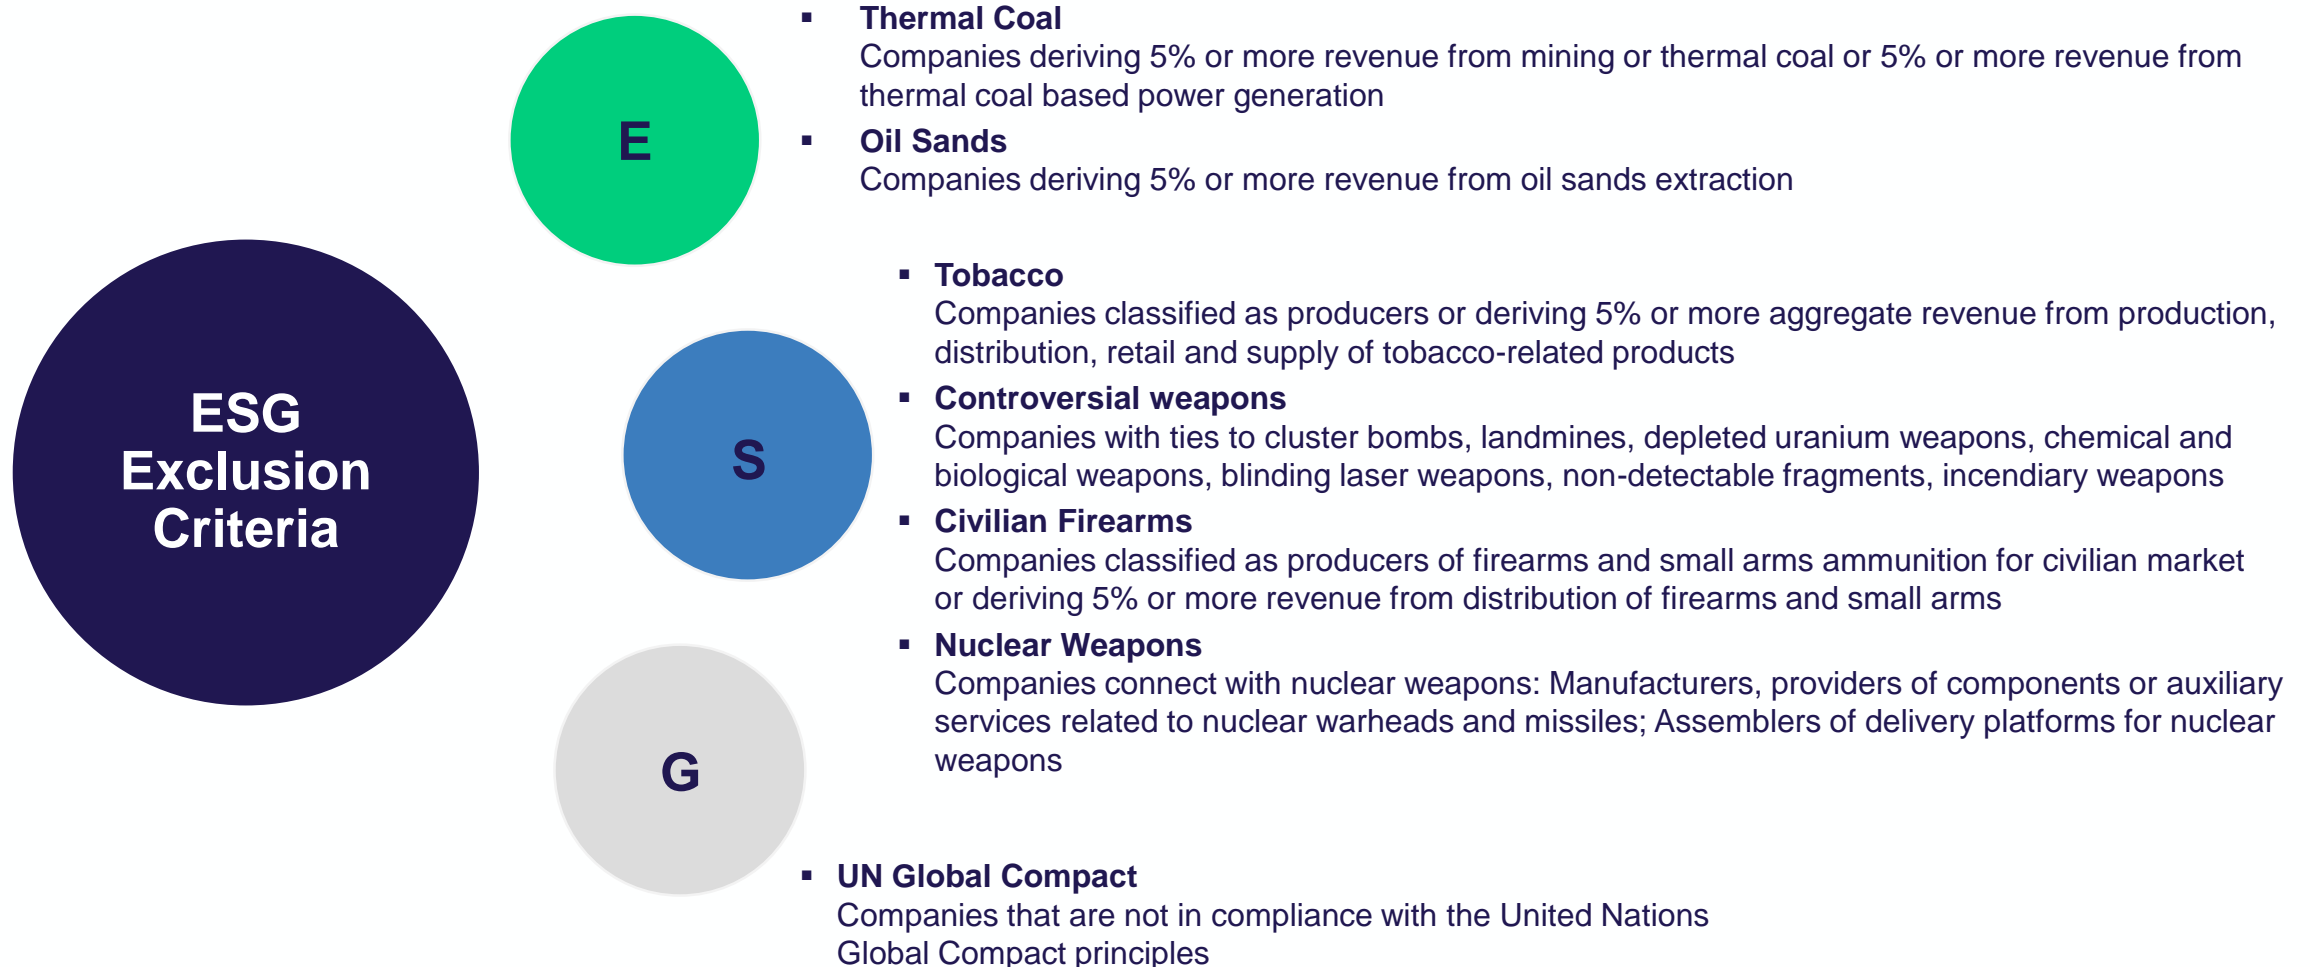 ESG
Exclusion
Criteria
E
▪ Thermal Coal
Companies deriving 5% or more revenue from mining or thermal coal or 5% or more revenue from
thermal coal based power generation
▪ Oil Sands
Companies deriving 5% or more revenue from oil sands extraction
S
▪ Tobacco
Companies classified as producers or deriving 5% or more aggregate revenue from production,
distribution, retail and supply of tobacco-related products
▪ Controversial weapons
Companies with ties to cluster bombs, landmines, depleted uranium weapons, chemical and
biological weapons, blinding laser weapons, non-detectable fragments, incendiary weapons
▪ Civilian Firearms
Companies classified as producers of firearms and small arms ammunition for civilian market
or deriving 5% or more revenue from distribution of firearms and small arms
▪ Nuclear Weapons
Companies connect with nuclear weapons: Manufacturers, providers of components or auxiliary
services related to nuclear warheads and missiles; Assemblers of delivery platforms for nuclear
weapons
G
▪ UN Global Compact
Companies that are not in compliance with the United Nations
Global Compact principles